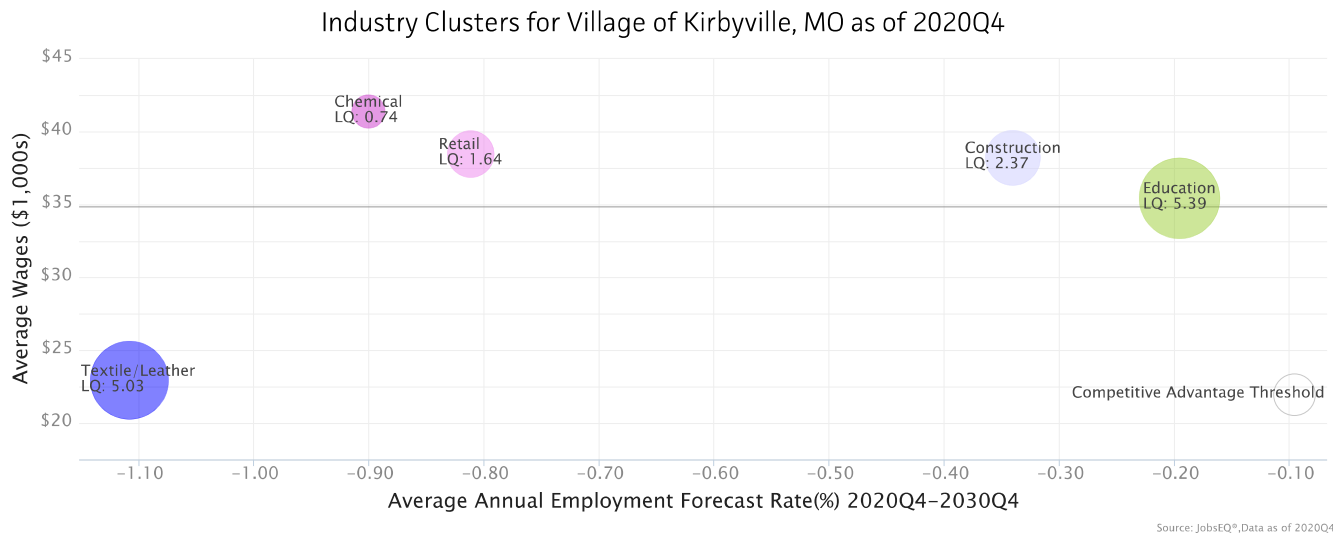 Industry Clusters for Village of Kirbyville, MO as of 2020Q4
Average Wages ($1,000s)
$45
$40
$35
$30
$25
$20
Chemical
LQ: 0.74
Retail
LQ: 1.64
Construction
LQ: 2.37
Education
LQ: 5.39
Textile/Leather
LQ: 5.03
Competitive Advantage Threshold
-1.10 -1.00 -0.90 -0.80 -0.70 -0.60 -0.50 -0.40 -0.30 -0.20 -0.10
Average Annual Employment Forecast Rate(%) 2020Q4-2030Q4
Source: JobsEQ®,Data as of 2020Q4